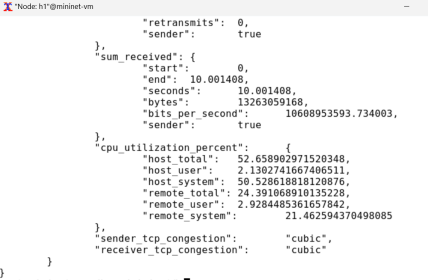 "Node: h1"@mininet-vm
"retransmits": 0,
"sender": true
},
"sum_received": {
"start": 0,
"end": 10.001408,
"seconds": 10.001408,
"bytes": 13263059168,
"bits_per_second": 10608953593.734003,
"sender": true
},
"cpu_utilization_percent": {
"host_total": 52.658902971520348,
"host_user": 2.1302741667406511,
"host_system": 50.528618818120876,
"remote_total": 24.391068910135228,
"remote_user": 2.9284485361657842,
"remote_system": 21.462594370498085
},
"sender_tcp_congestion": "cubic",
"receiver_tcp_congestion": "cubic"
}
}